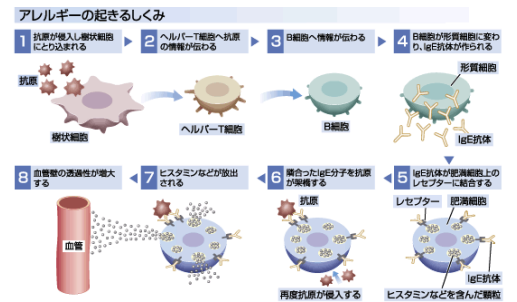 アレルギーの起きるしくみ
1 抗原が侵入し樹状細胞
にとり込まれる
2 ヘルパーT細胞へ抗原
の情報が伝わる
3 B細胞へ情報が伝わる
4 B細胞が形質細胞に変わ
り、IgE抗体が作られる
抗原
樹状細胞
ヘルパーT細胞
B細胞
形質細胞
IgE抗体
8 血管壁の透過性が増大
する
7 ヒスタミンなどが放出
される
6 隣合ったIgE分子を抗原
が架橋する
5 IgE抗体が肥満細胞上の
レセプターに結合する
血管
抗原
再度抗原が侵入する
レセプター
肥満細胞
IgE抗体
ヒスタミンなどを含んだ顆粒